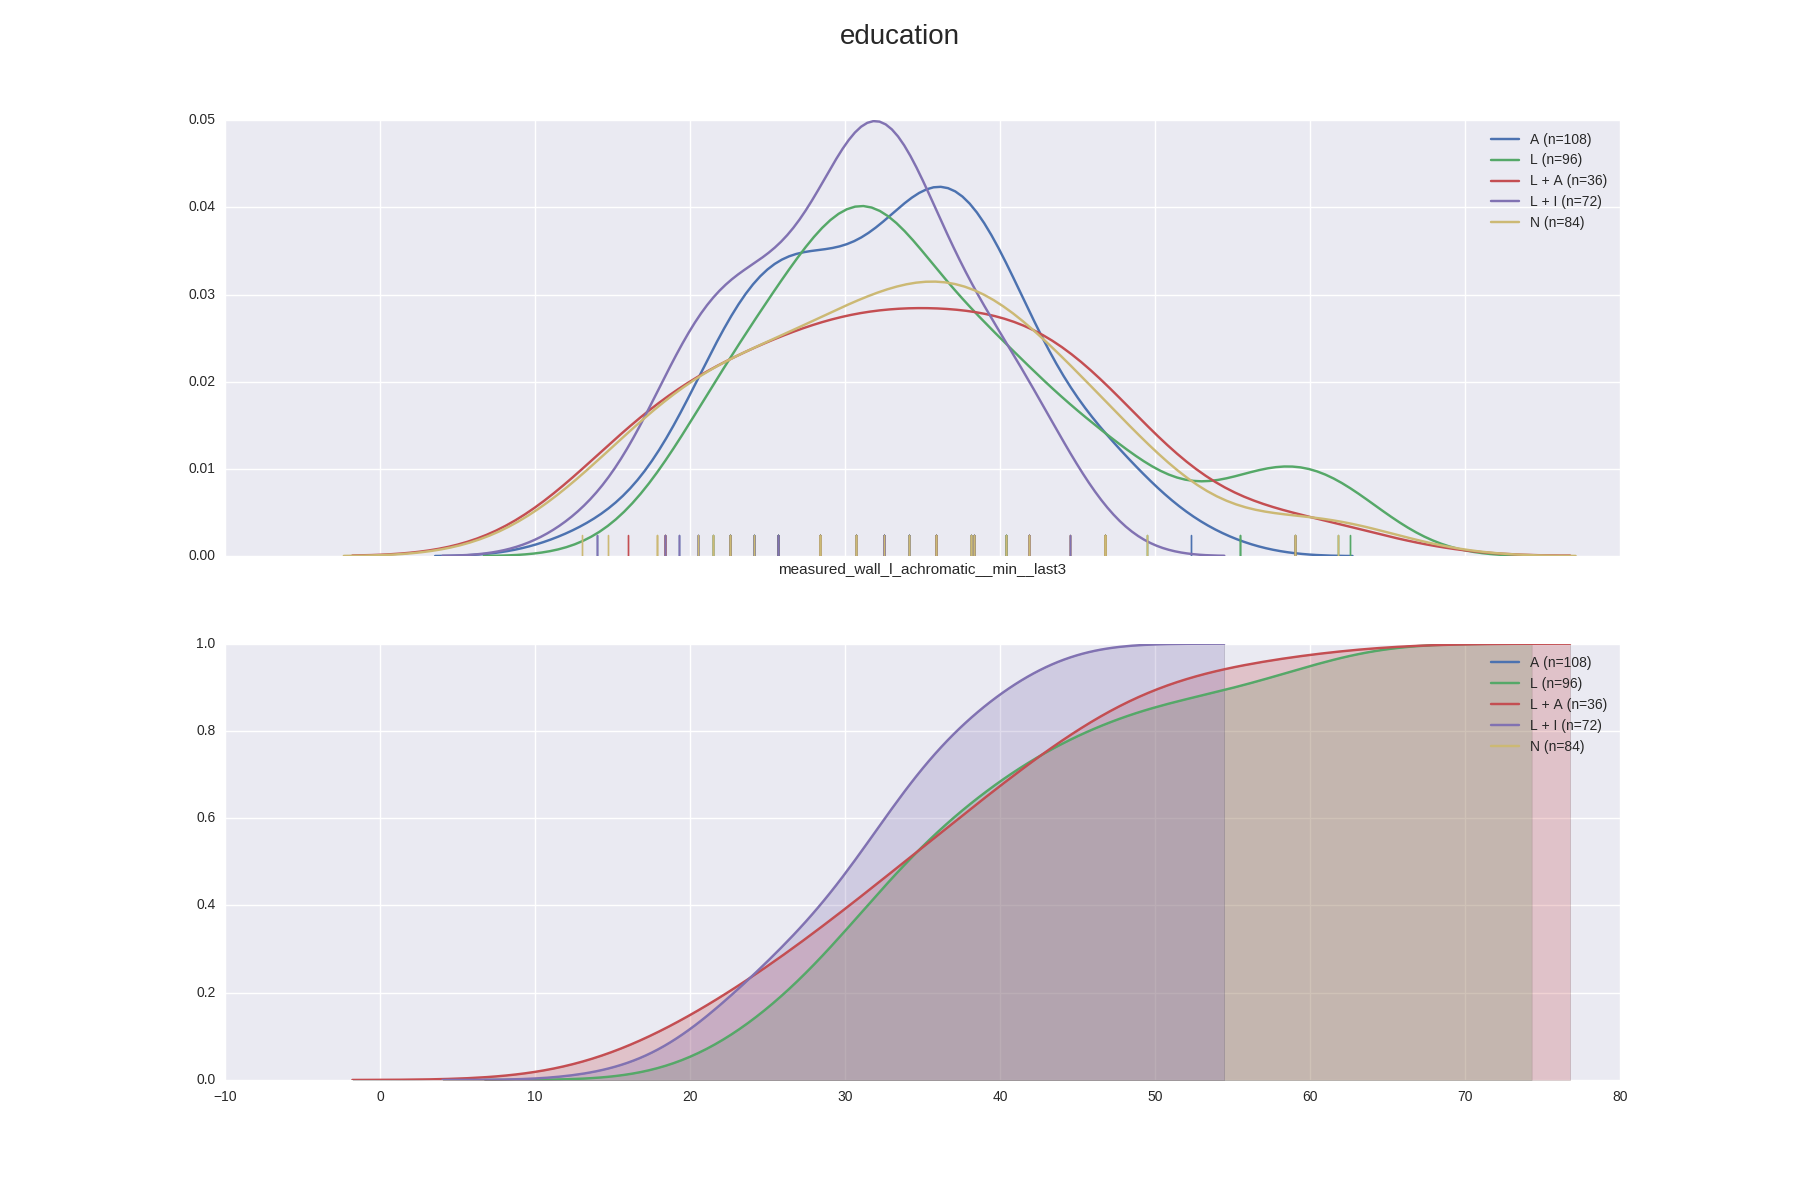 education
0.05
0.04
0.03
0.02
0.01
0.00
A (n=108)
L (n=96)
L + A (n=36)
L + I (n=72)
N (n=84)
measured_wall_l_achromatic__min__last3
1.0
0.8
0.6
0.4
0.2
0.0
A (n=108)
L (n=96)
L + A (n=36)
L + I (n=72)
N (n=84)
−10 0 10 20 30 40 50 60 70 80